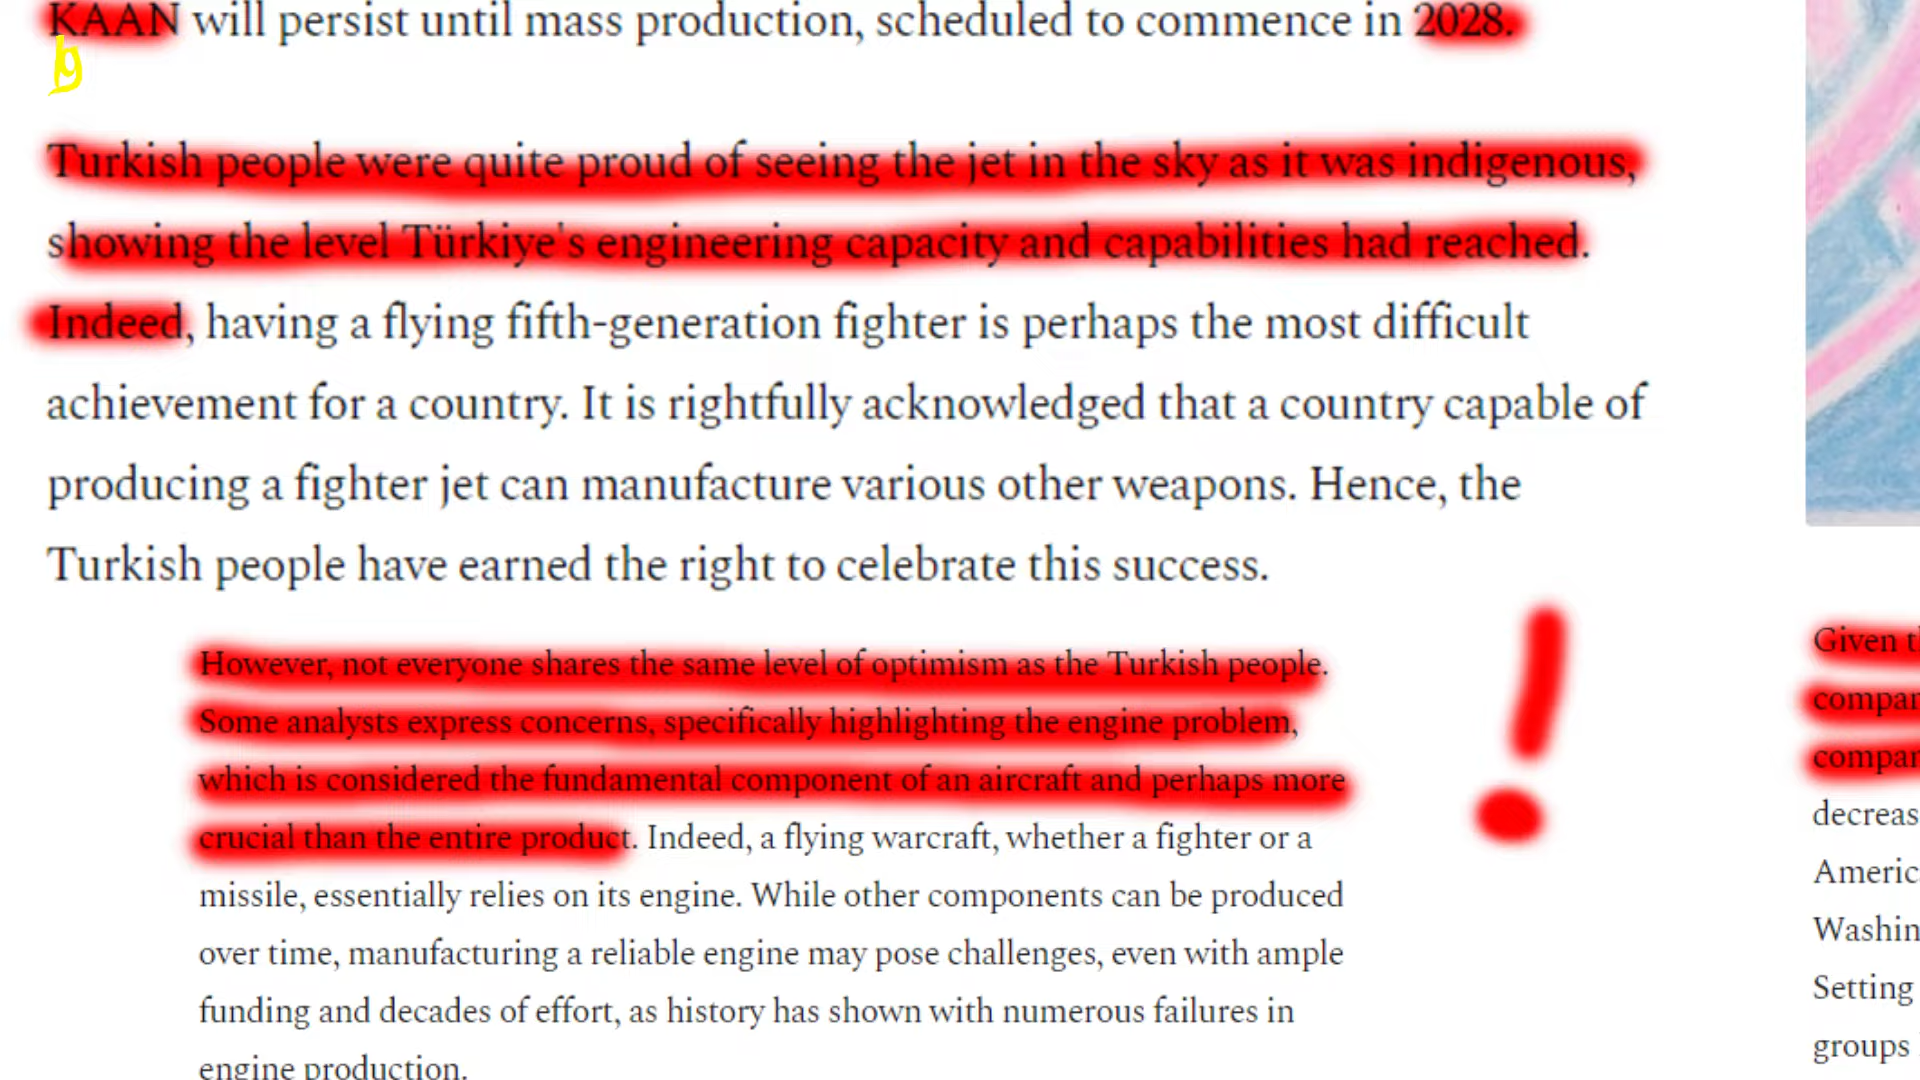 KAAN will persist until mass production, scheduled to commence in 2028.
Turkish people were quite proud of seeing the jet in the sky as it was indigenous,
showing the level Türkiye's engineering capacity and capabilities had reached.
Indeed, having a flying fifth-generation fighter is perhaps the most difficult
achievement for a country. It is rightfully acknowledged that a country capable of
producing a fighter jet can manufacture various other weapons. Hence, the
Turkish people have earned the right to celebrate this success.
However, not everyone shares the same level of optimism as the Turkish people.
Some analysts express concerns, specifically highlighting the engine problem,
which is considered the fundamental component of an aircraft and perhaps more
crucial than the entire product. Indeed, a flying warcraft, whether a fighter or a
missile, essentially relies on its engine. While other components can be produced
over time, manufacturing a reliable engine may pose challenges, even with ample
funding and decades of effort, as history has shown with numerous failures in
engine production.
Given
Setting
groups